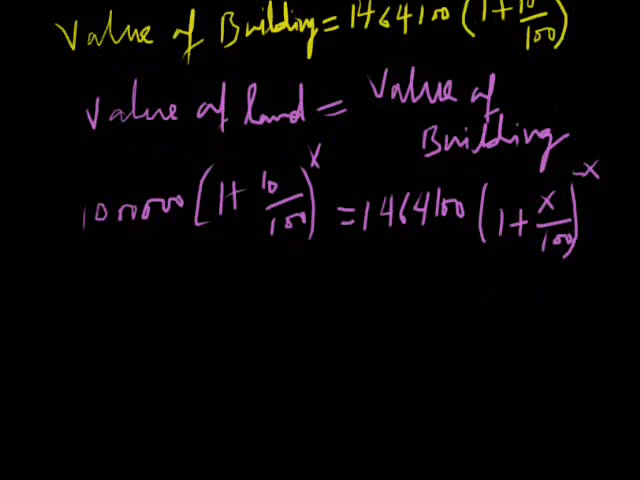 Value of Building = 1464100 (1 + 10/100)
Value of land = Value of
Building
1000000 (1 + 10/100)^x = 1464100 (1 + x/100)^-x